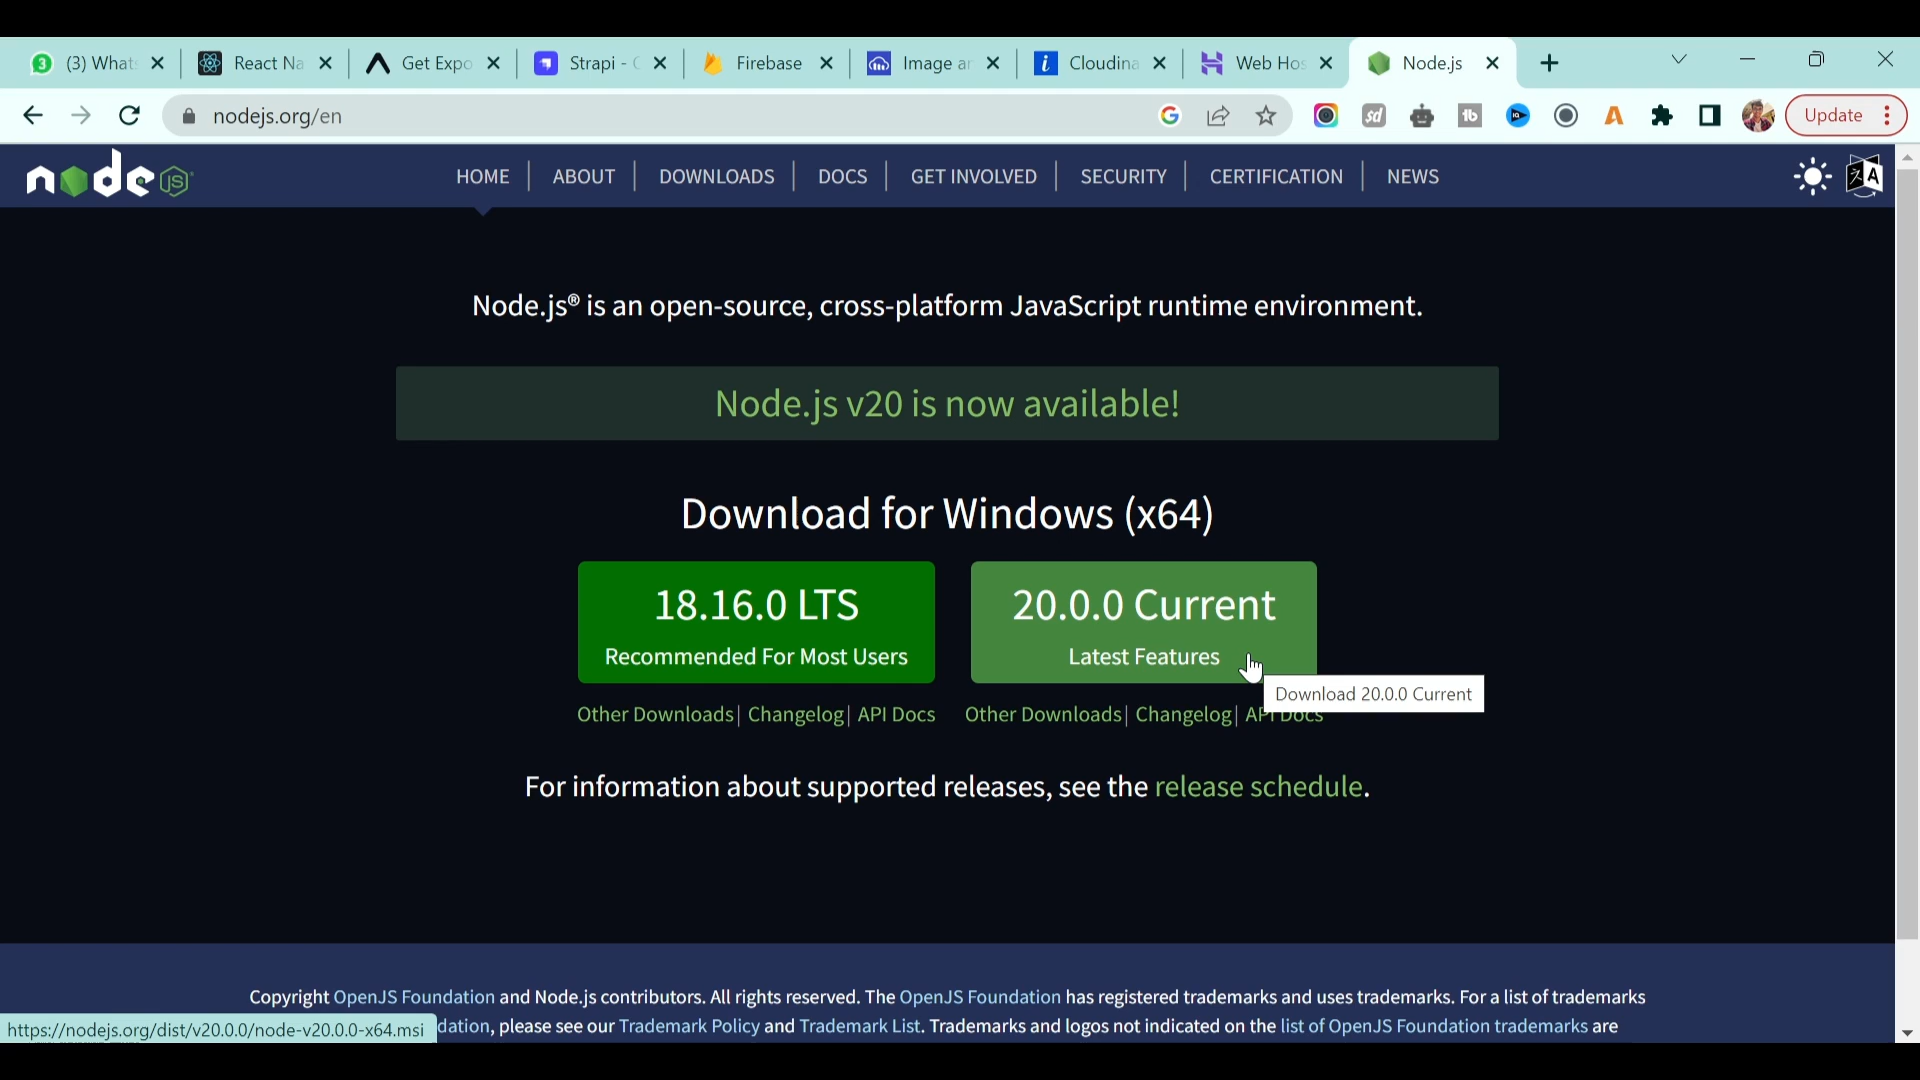 3 (3) What React Na Get Expo Strapi - C Firebase Image an Cloudina Web Hos Node.js
nodejs.org/en Update
node JS HOME ABOUT DOWNLOADS DOCS GET INVOLVED SECURITY CERTIFICATION NEWS
Node.js® is an open-source, cross-platform JavaScript runtime environment.
Node.js v20 is now available!
Download for Windows (x64)
18.16.0 LTS 20.0.0 Current
Recommended For Most Users Latest Features
Download 20.0.0 Current
Other Downloads | Changelog | API Docs Other Downloads | Changelog | API Docs
For information about supported releases, see the release schedule.
Copyright OpenJS Foundation and Node.js contributors. All rights reserved. The OpenJS Foundation has registered trademarks and uses trademarks. For a list of trademarks
https://nodejs.org/dist/v20.0.0/node-v20.0.0-x64.msi dation, please see our Trademark Policy and Trademark List. Trademarks and logos not indicated on the list of OpenJS Foundation trademarks are